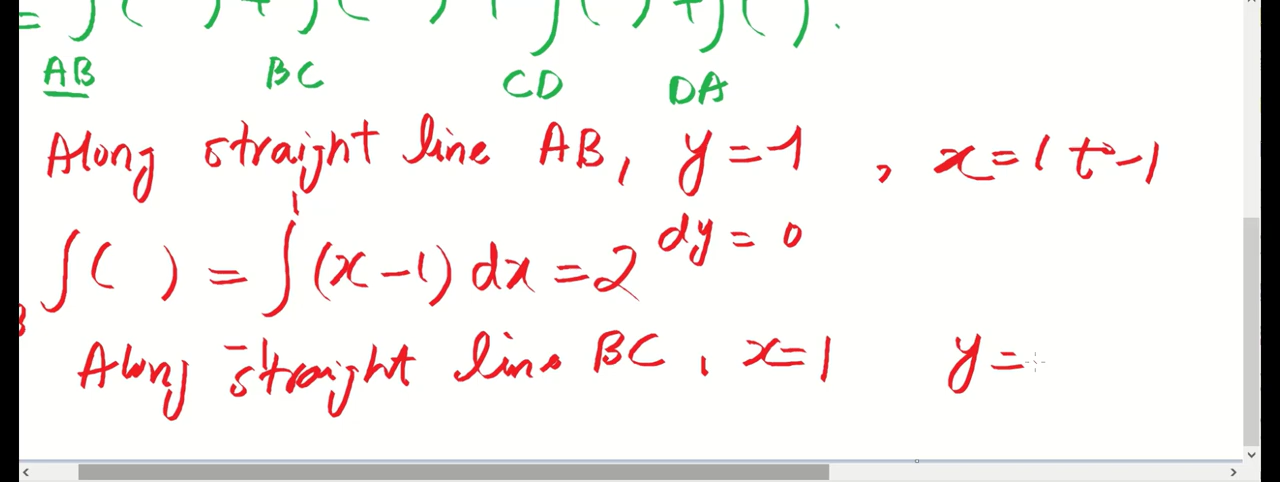 = ∫( ) + ∫( ) + ∫( ) + ∫( ).
AB BC CD DA
Along straight line AB, y = -1, x = 1 to -1
dy = 0
∫( ) = ∫₋₁¹ (x-1) dx = 2
Along straight line BC, x=1 y =